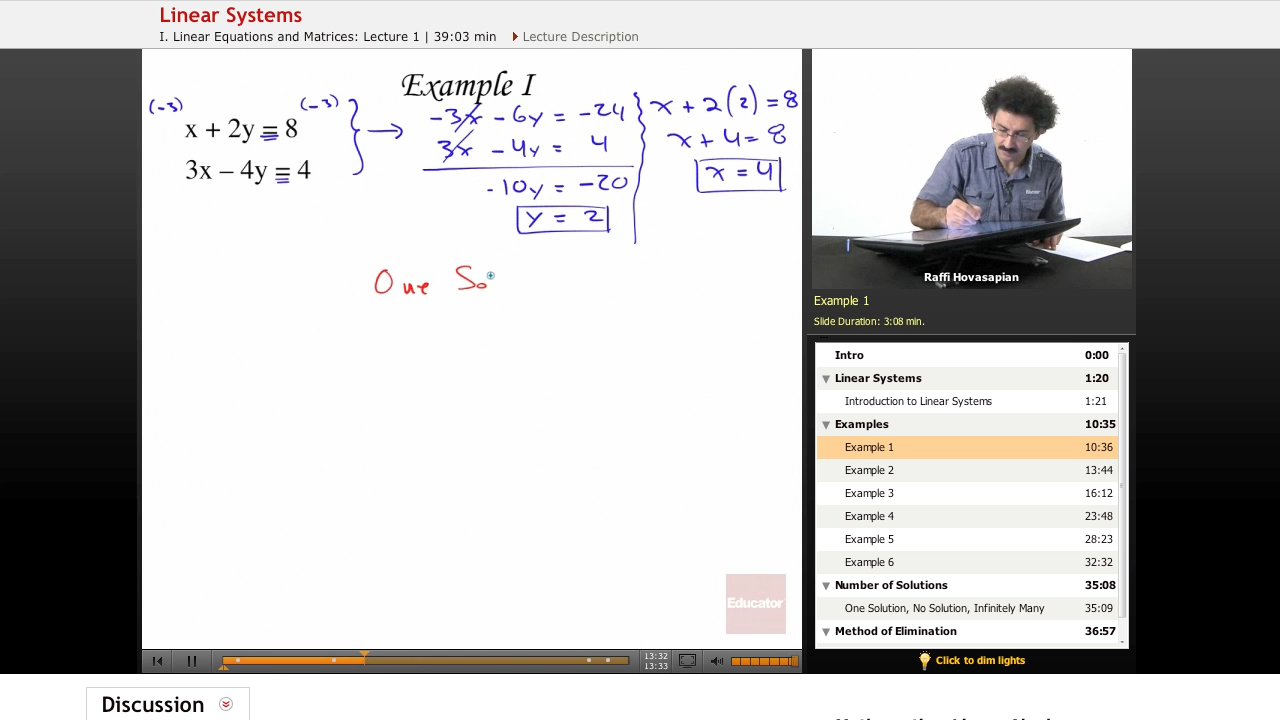 Linear Systems
I. Linear Equations and Matrices: Lecture 1 | 39:03 min
Lecture Description
Example I
(-3) (-3)
x + 2y = 8
3x – 4y = 4
-3x - 6y = -24
3x - 4y = 4
-10y = -20
y = 2
x + 2(2) = 8
x + 4 = 8
x = 4
One So
Educator
13:32
13:33
Raffi Hovasapian
Example 1
Slide Duration: 3:08 min.
Intro 0:00
Linear Systems 1:20
Introduction to Linear Systems 1:21
Examples 10:35
Example 1 10:36
Example 2 13:44
Example 3 16:12
Example 4 23:48
Example 5 28:23
Example 6 32:32
Number of Solutions 35:08
One Solution, No Solution, Infinitely Many 35:09
Method of Elimination 36:57
Click to dim lights
Discussion